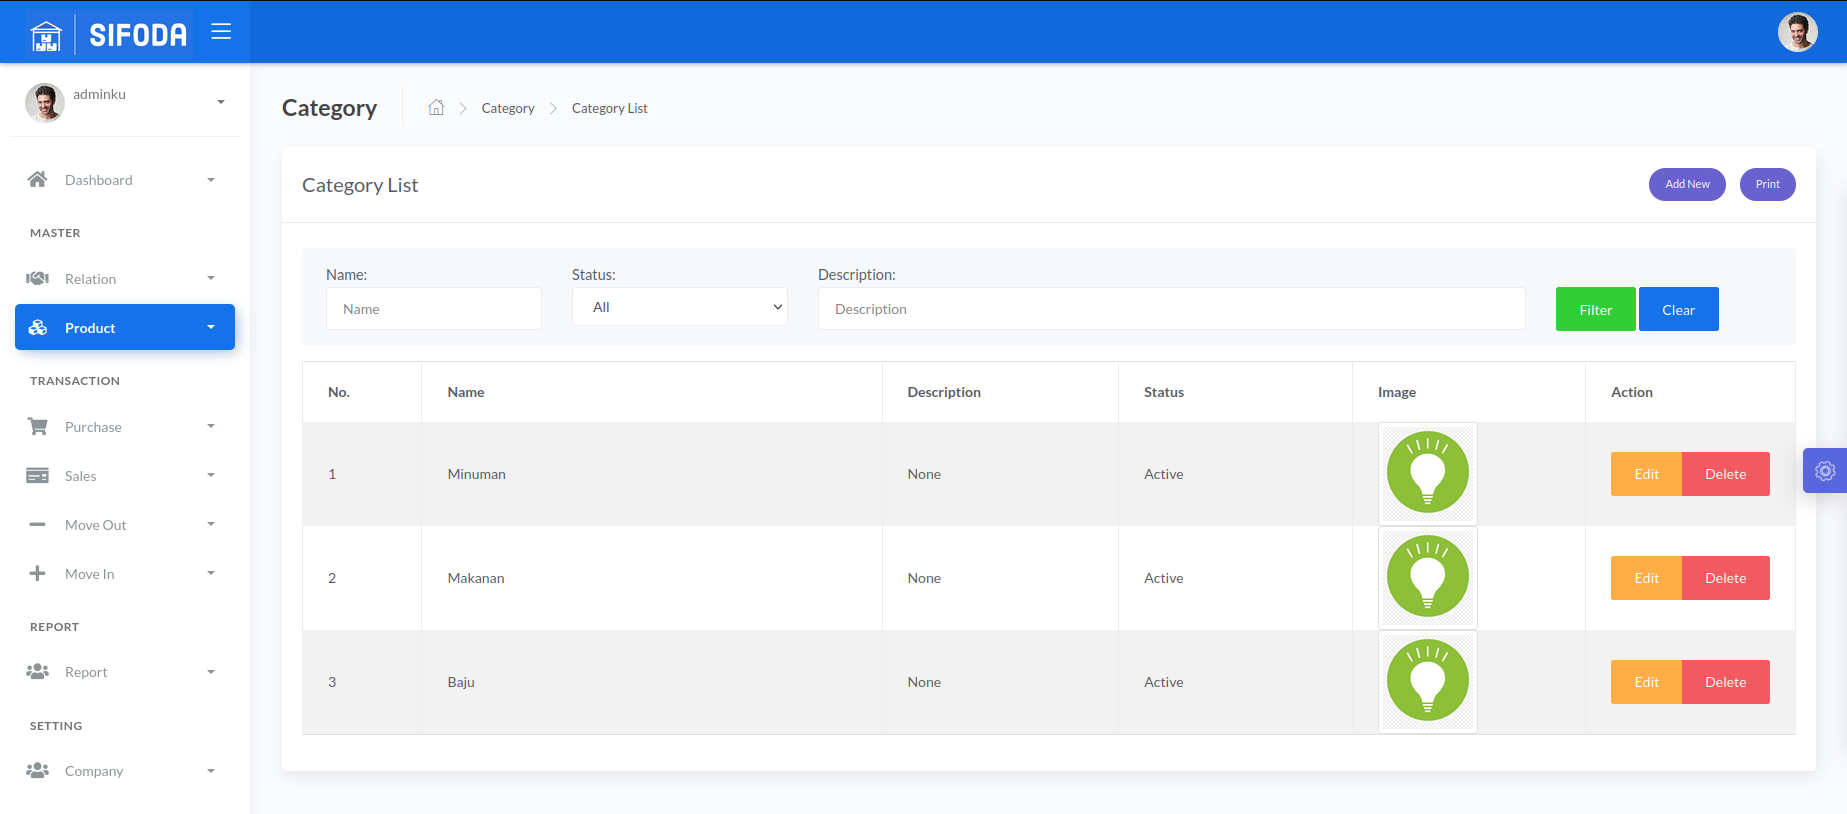 SIFODA
adminku
Dashboard
MASTER
Relation
Product
TRANSACTION
Purchase
Sales
Move Out
Move In
REPORT
Report
SETTING
Company
Category
Category
Category List
Category List
Add New
Print
Name:
Status:
Description:
Name
All
Description
Filter
Clear
No. Name Description Status Image Action
1 Minuman None Active Edit Delete
2 Makanan None Active Edit Delete
3 Baju None Active Edit Delete